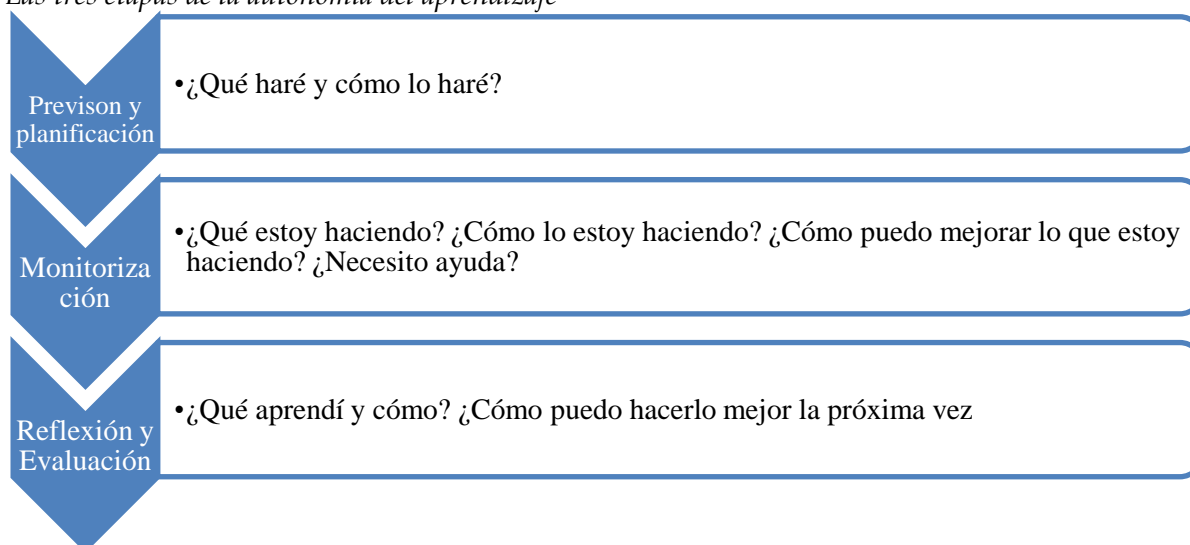 Las tres etapas de la autonomía del aprendizaje
Previson y
planificación
•¿Qué haré y cómo lo haré?
Monitoriza
ción
•¿Qué estoy haciendo? ¿Cómo lo estoy haciendo? ¿Cómo puedo mejorar lo que estoy
haciendo? ¿Necesito ayuda?
Reflexión y
Evaluación
•¿Qué aprendí y cómo? ¿Cómo puedo hacerlo mejor la próxima vez